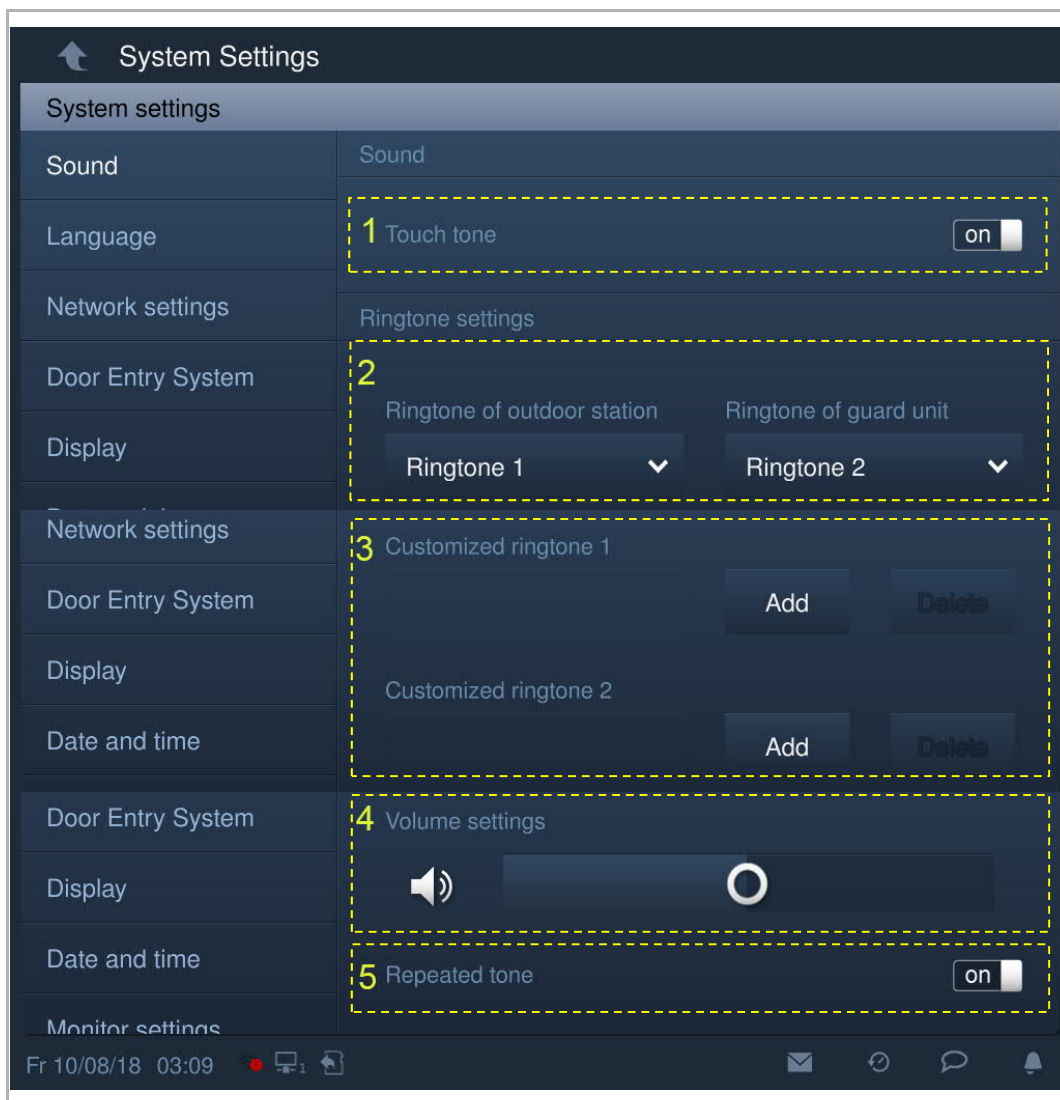 System Settings
System settings
Sound
Sound
1 Touch tone on
Language
Network settings
Ringtone settings
2
Door Entry System
Ringtone of outdoor station Ringtone of guard unit
Display
Ringtone 1 Ringtone 2
Network settings
3 Customized ringtone 1
Door Entry System
Add Delete
Display
Customized ringtone 2
Date and time
Add Delete
Door Entry System
4 Volume settings
Display
Date and time
5 Repeated tone on
Monitor settings
Fr 10/08/18 03:09 1